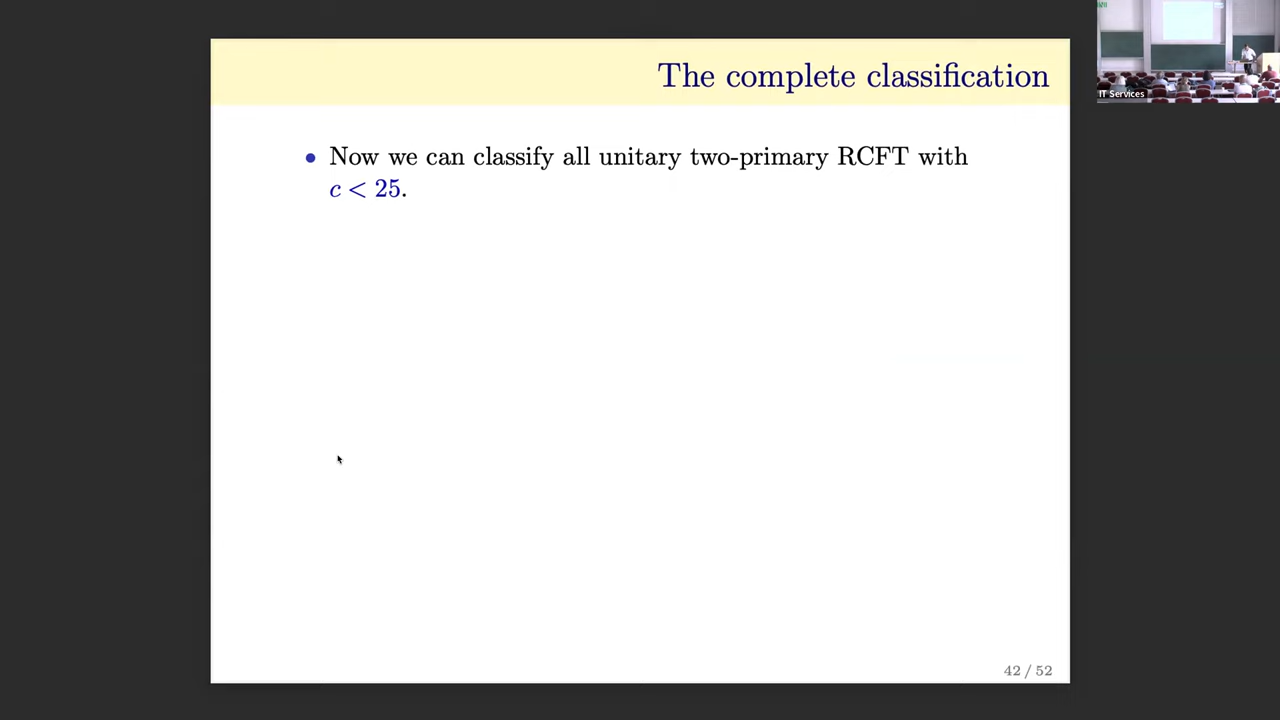 The complete classification
• Now we can classify all unitary two-primary RCFT with
c < 25.
42 / 52
IT Services